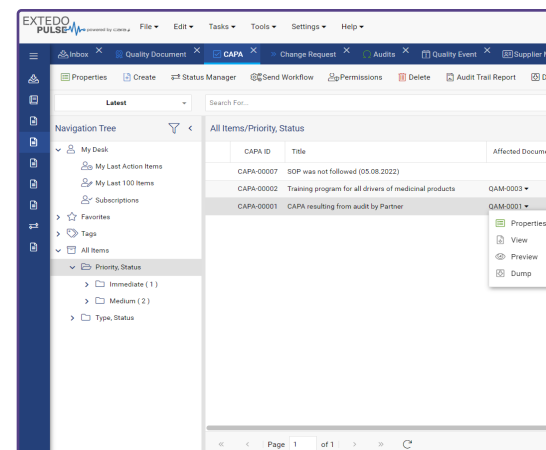 EXTEDO
PULSE powered by CARA
File Edit Tasks Tools Settings Help
Inbox Quality Document CAPA Change Request Audits Quality Event Supplier M
Properties Create Status Manager Send Workflow Permissions Delete Audit Trail Report D
Latest Search For...
Navigation Tree All Items/Priority, Status
My Desk CAPA ID Title Affected Docume
My Last Action Items CAPA-00007 SOP was not followed (05.08.2022)
My Last 100 Items CAPA-00002 Training program for all drivers of medicinal products QAM-0003
Subscriptions CAPA-00001 CAPA resulting from audit by Partner QAM-0001
Favorites Properties
Tags View
All Items Preview
Priority, Status Dump
Immediate ( 1 )
Medium ( 2 )
Type, Status
Page 1 of 1